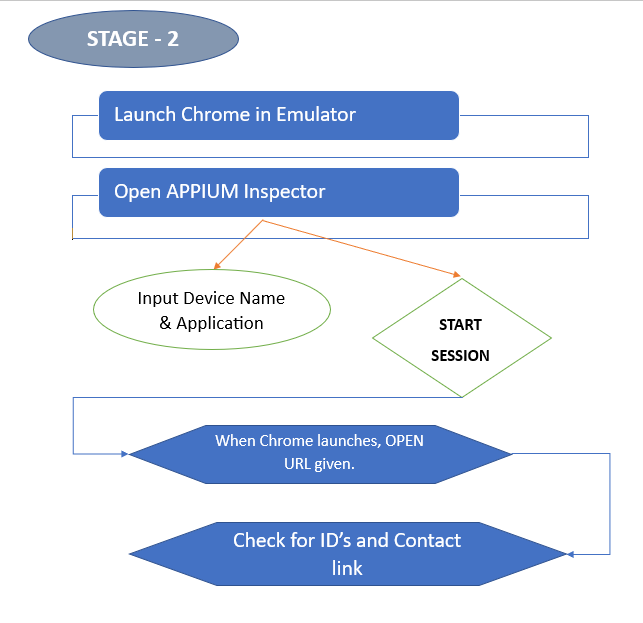 STAGE - 2
Launch Chrome in Emulator
Open APPIUM Inspector
Input Device Name
& Application
START
SESSION
When Chrome launches, OPEN
URL given.
Check for ID’s and Contact
link